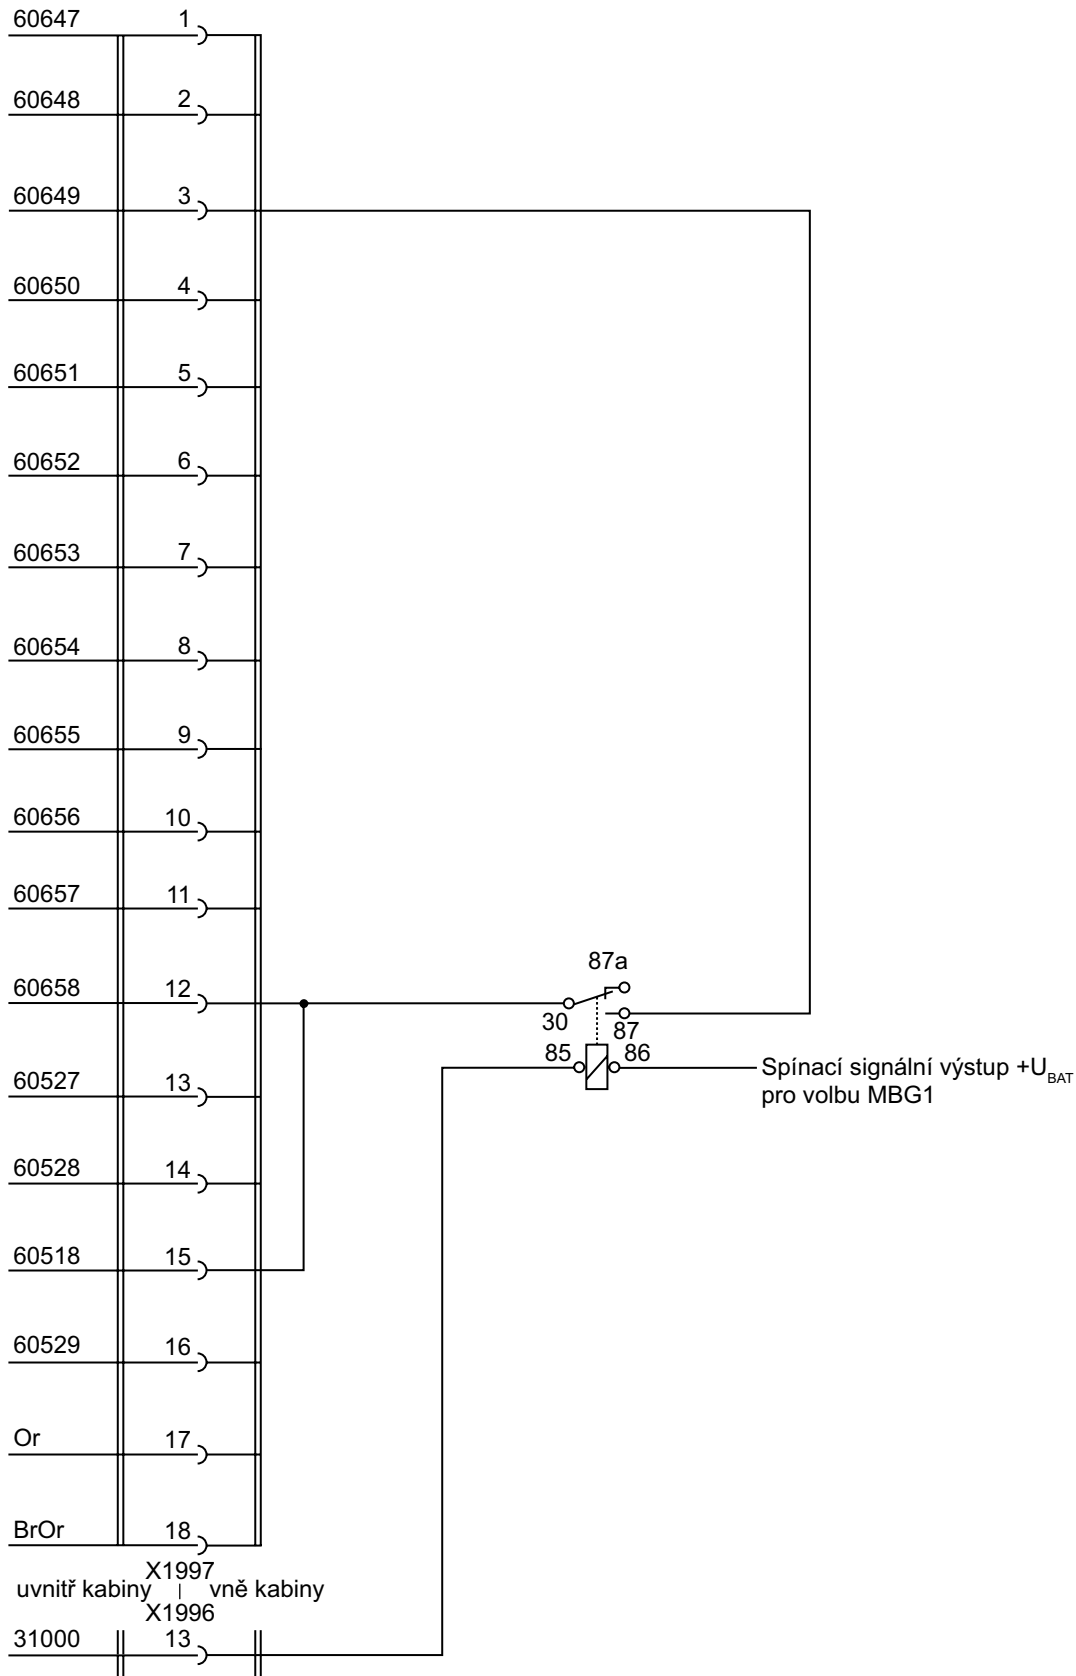 60647 1
60648 2
60649 3
60650 4
60651 5
60652 6
60653 7
60654 8
60655 9
60656 10
60657 11
87a
60658 12
30 87
85 86
Spínací signální výstup +UBAT
pro volbu MBG1
60527 13
60528 14
60518 15
60529 16
Or 17
BrOr 18
X1997
uvnitř kabiny | vně kabiny
X1996
31000 13